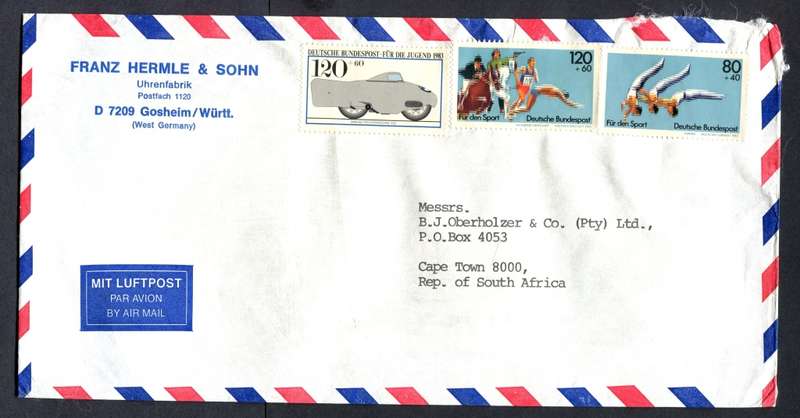 FRANZ HERMLE & SOHN
Uhrenfabrik
Postfach 1120
D 7209 Gosheim/Württ.
(West Germany)
DEUTSCHE BUNDESPOST·FÜR DIE JUGEND 1983
120+60
120
+60
Für den Sport Deutsche Bundespost
80
+40
Für den Sport Deutsche Bundespost
Messrs.
B.J.Oberholzer & Co. (Pty) Ltd.,
P.O.Box 4053
Cape Town 8000,
Rep. of South Africa
MIT LUFTPOST
PAR AVION
BY AIR MAIL